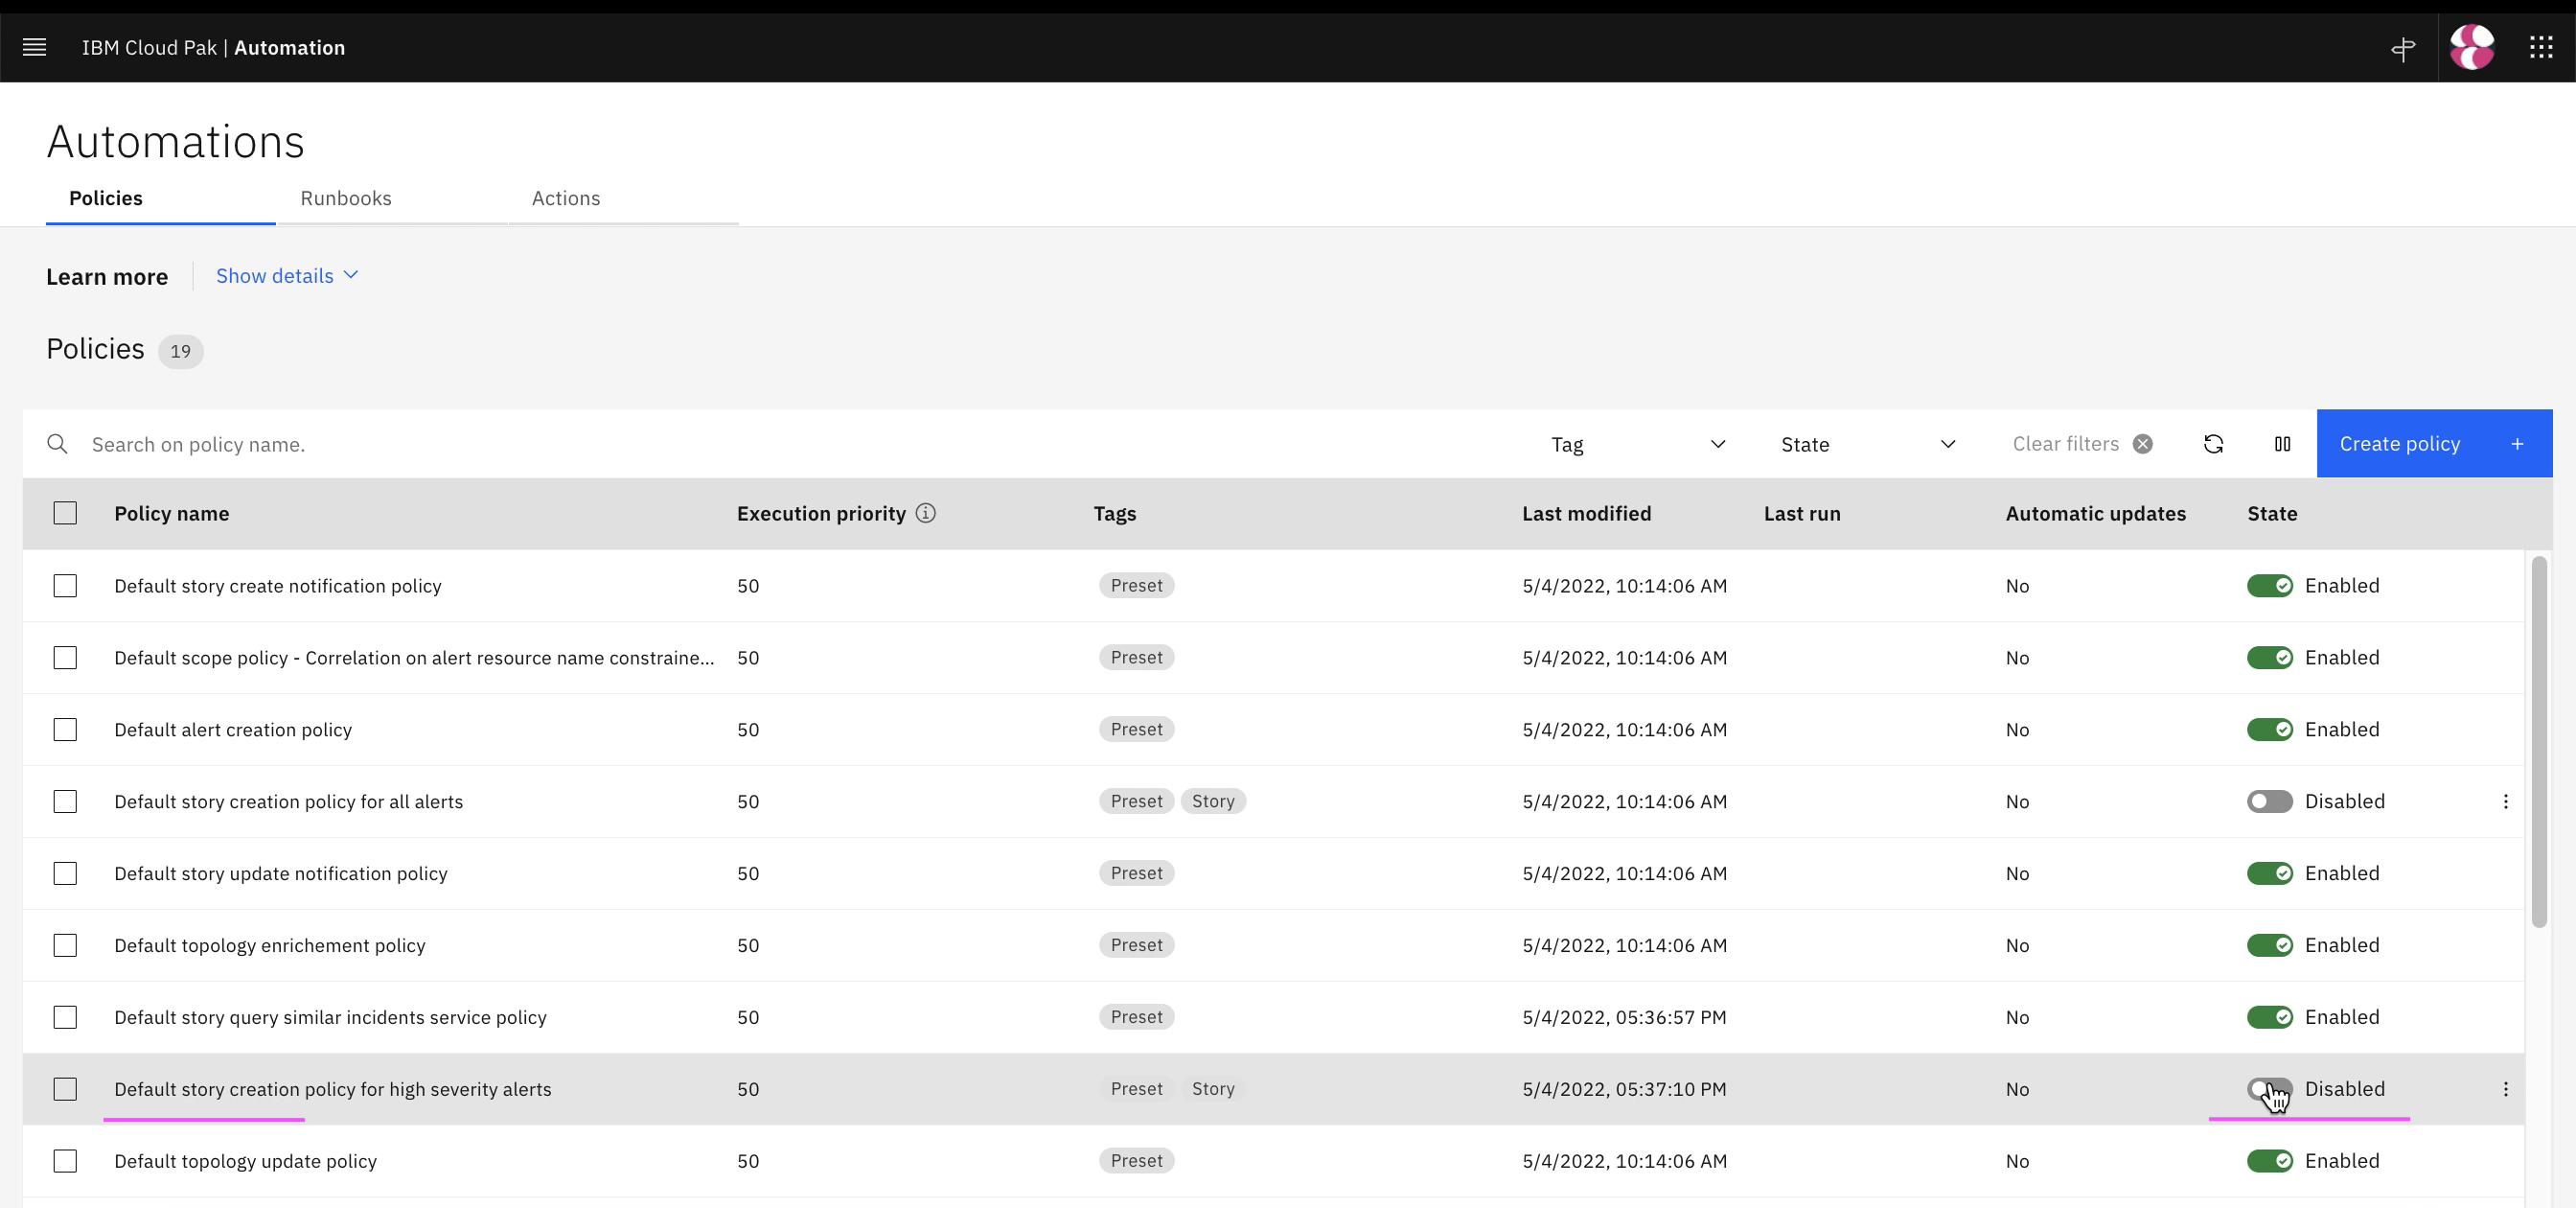 IBM Cloud Pak | Automation
Automations
Policies Runbooks Actions
Learn more Show details
Policies 19
Search on policy name. Tag State Clear filters Create policy +
Policy name Execution priority Tags Last modified Last run Automatic updates State
Default story create notification policy 50 Preset 5/4/2022, 10:14:06 AM No Enabled
Default scope policy - Correlation on alert resource name constraine... 50 Preset 5/4/2022, 10:14:06 AM No Enabled
Default alert creation policy 50 Preset 5/4/2022, 10:14:06 AM No Enabled
Default story creation policy for all alerts 50 Preset Story 5/4/2022, 10:14:06 AM No Disabled
Default story update notification policy 50 Preset 5/4/2022, 10:14:06 AM No Enabled
Default topology enrichement policy 50 Preset 5/4/2022, 10:14:06 AM No Enabled
Default story query similar incidents service policy 50 Preset 5/4/2022, 05:36:57 PM No Enabled
Default story creation policy for high severity alerts 50 Preset Story 5/4/2022, 05:37:10 PM No Disabled
Default topology update policy 50 Preset 5/4/2022, 10:14:06 AM No Enabled